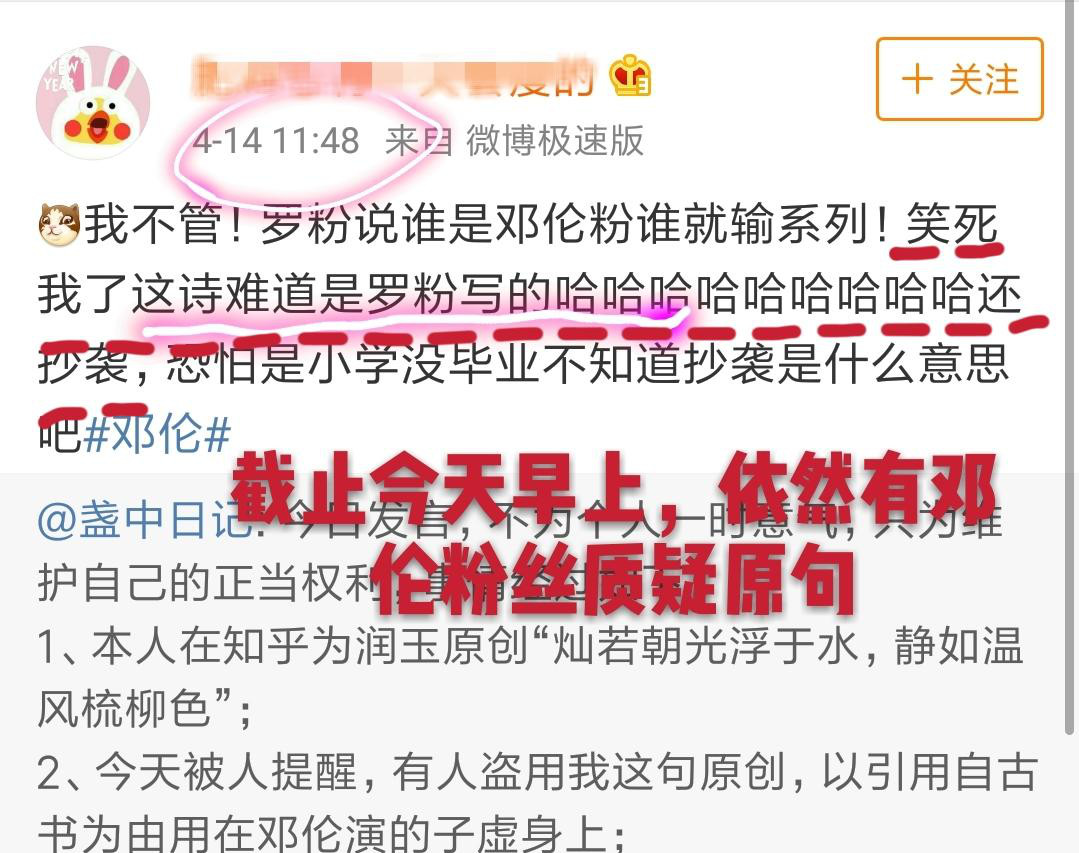 NEW
YEAR
的
4-14 11:48 来自 微博极速版
+ 关注
我不管！罗粉说谁是邓伦粉谁就输系列！笑死
我了这诗难道是罗粉写的哈哈哈哈哈哈哈哈哈还
抄袭，恐怕是小学没毕业不知道抄袭是什么意思
吧#邓伦#
截止今天早上，依然有邓
伦粉丝质疑原句
@盏中日记:今日发言，不为个人一时意气，只为维
护自己的正当权利，事情经过
1、本人在知乎为润玉原创“灿若朝光浮于水，静如温
风梳柳色”；
2、今天被人提醒，有人盗用我这句原创，以引用自古
书为由用在邓伦演的子虚身上；